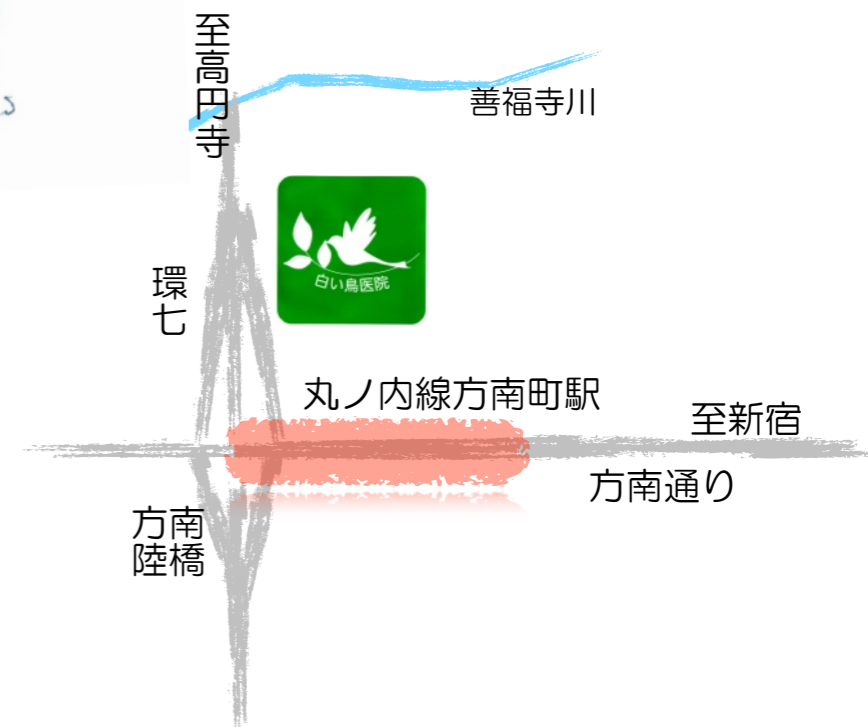 至高円寺
善福寺川
白い鳥医院
環七
丸ノ内線方南町駅
至新宿
方南通り
方南
陸橋